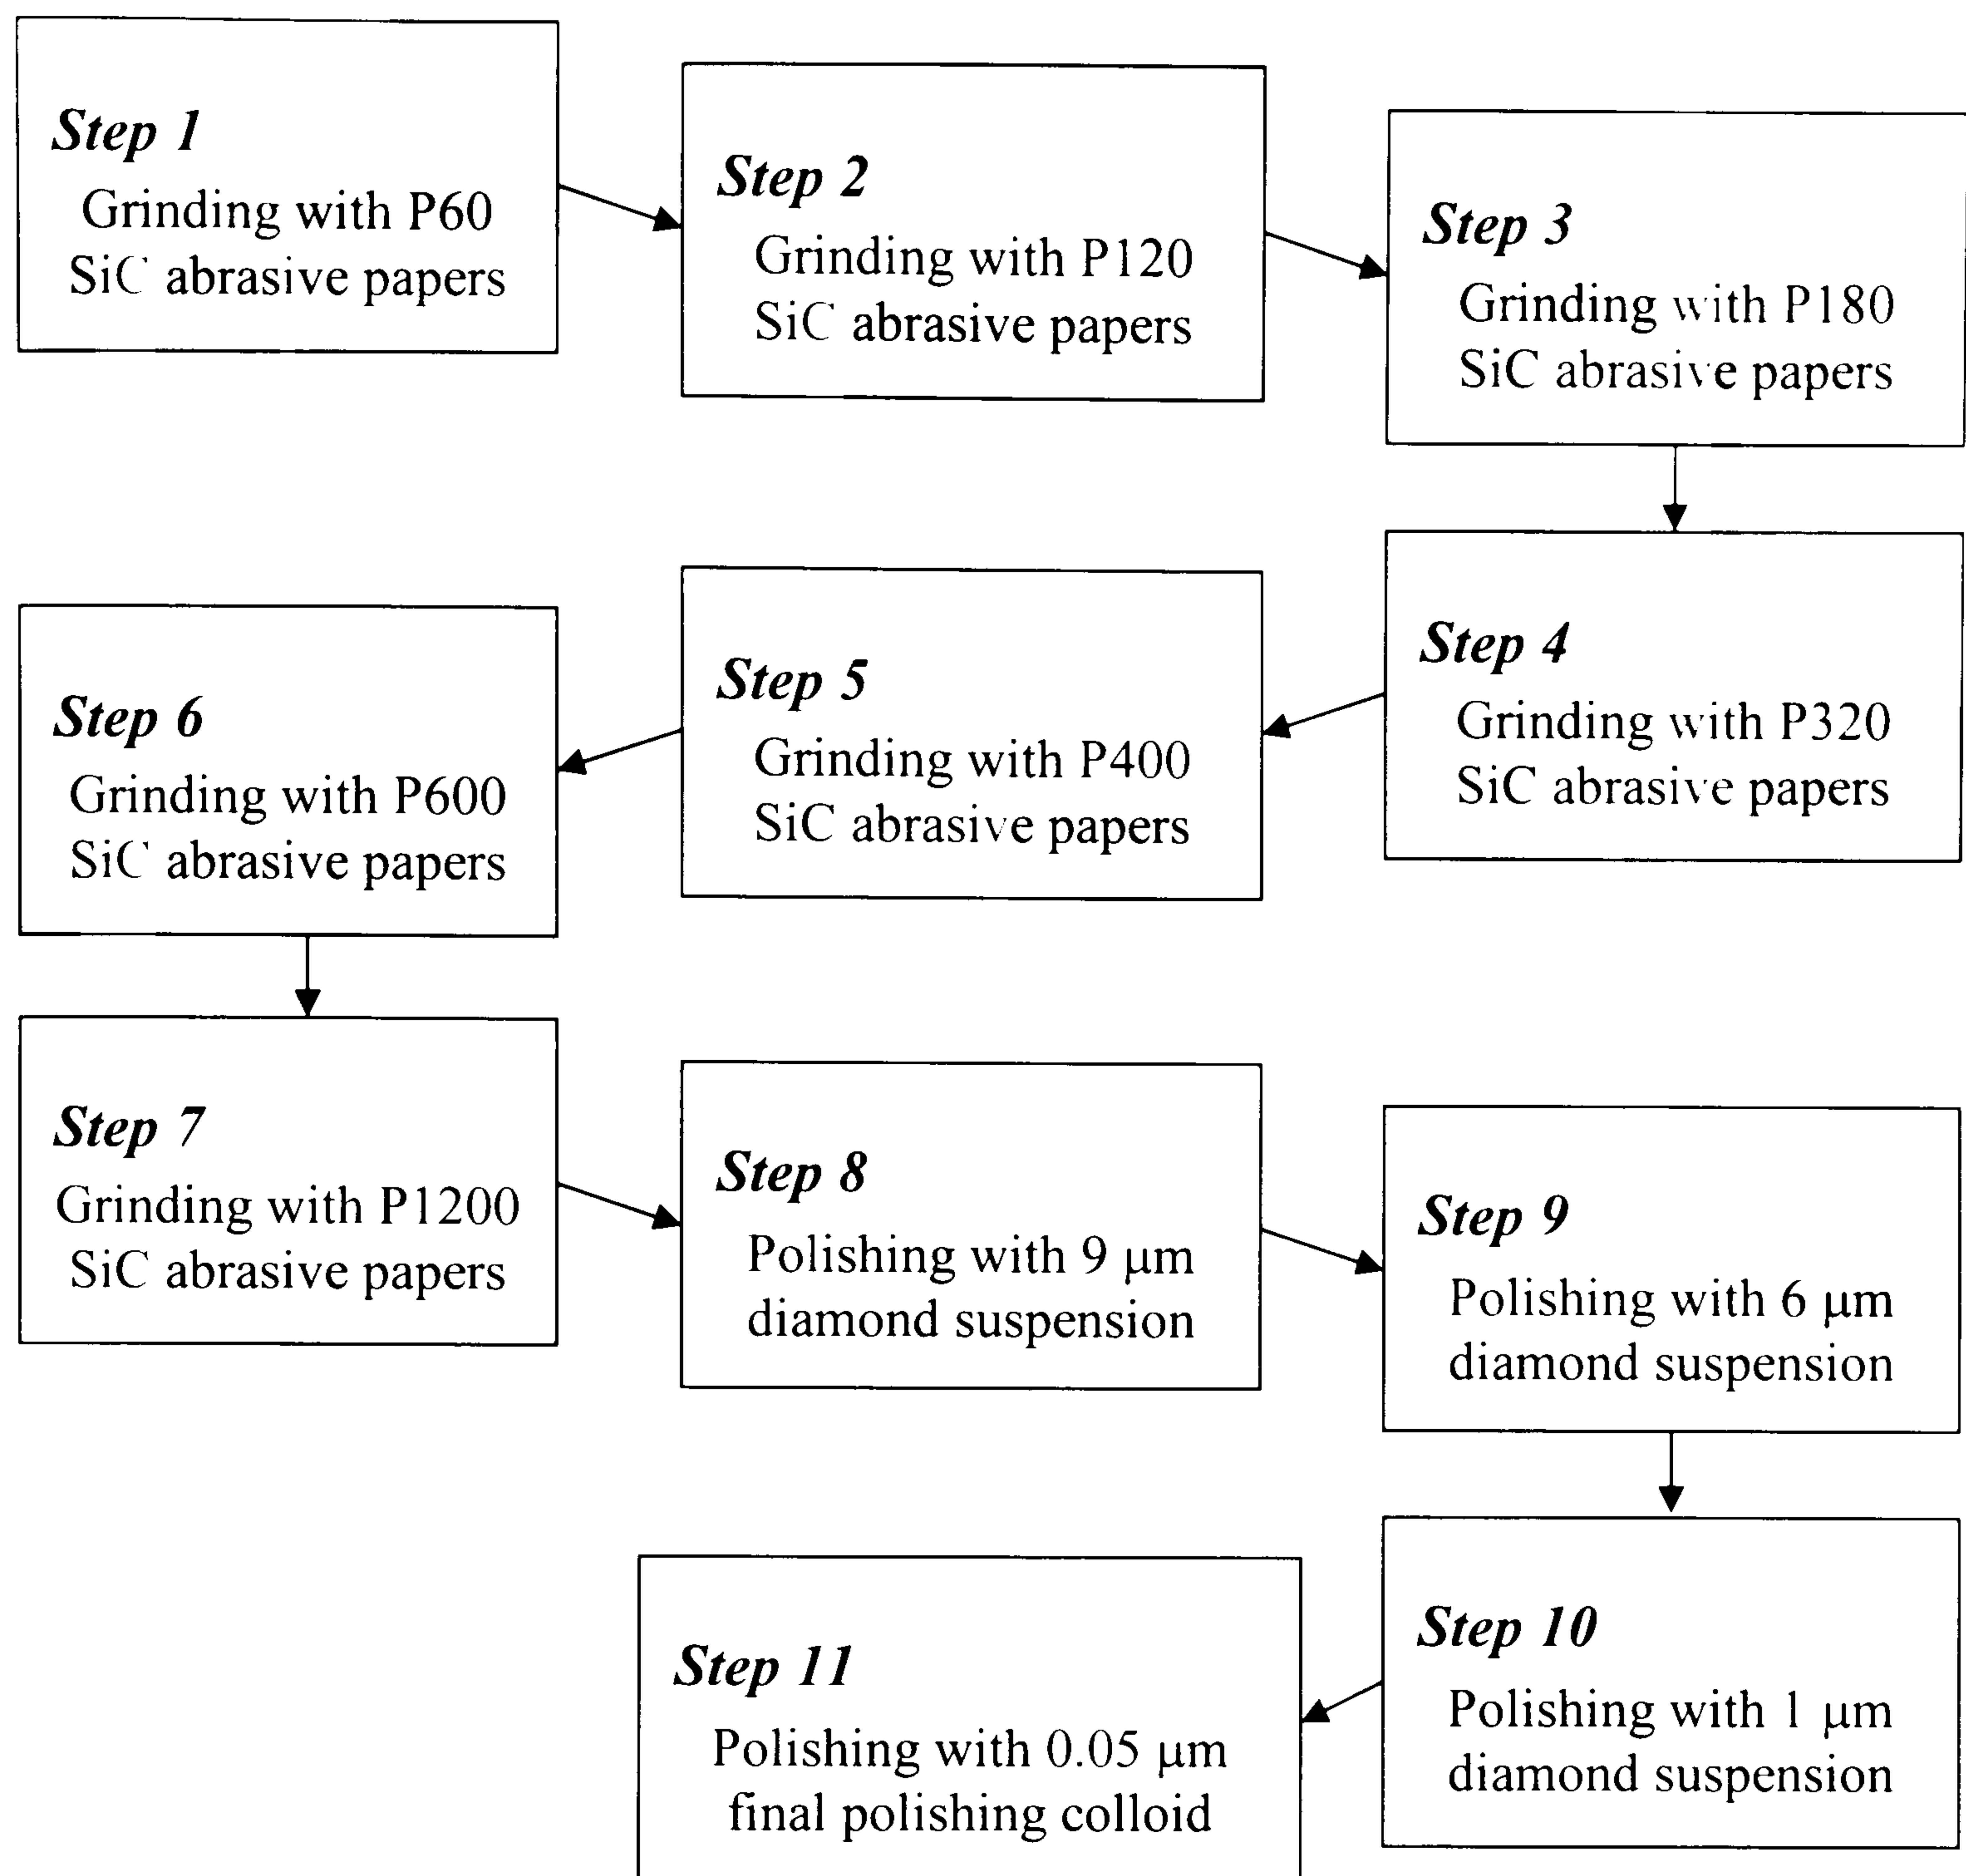 Step 1
Grinding with P60
SiC abrasive papers
Step 2
Grinding with P120
SiC abrasive papers
Step 3
Grinding with P180
SiC abrasive papers
Step 4
Grinding with P320
SiC abrasive papers
Step 5
Grinding with P400
SiC abrasive papers
Step 6
Grinding with P600
SiC abrasive papers
Step 7
Grinding with P1200
SiC abrasive papers
Step 8
Polishing with 9 μm
diamond suspension
Step 9
Polishing with 6 μm
diamond suspension
Step 10
Polishing with 1 μm
diamond suspension
Step 11
Polishing with 0.05 μm
final polishing colloid